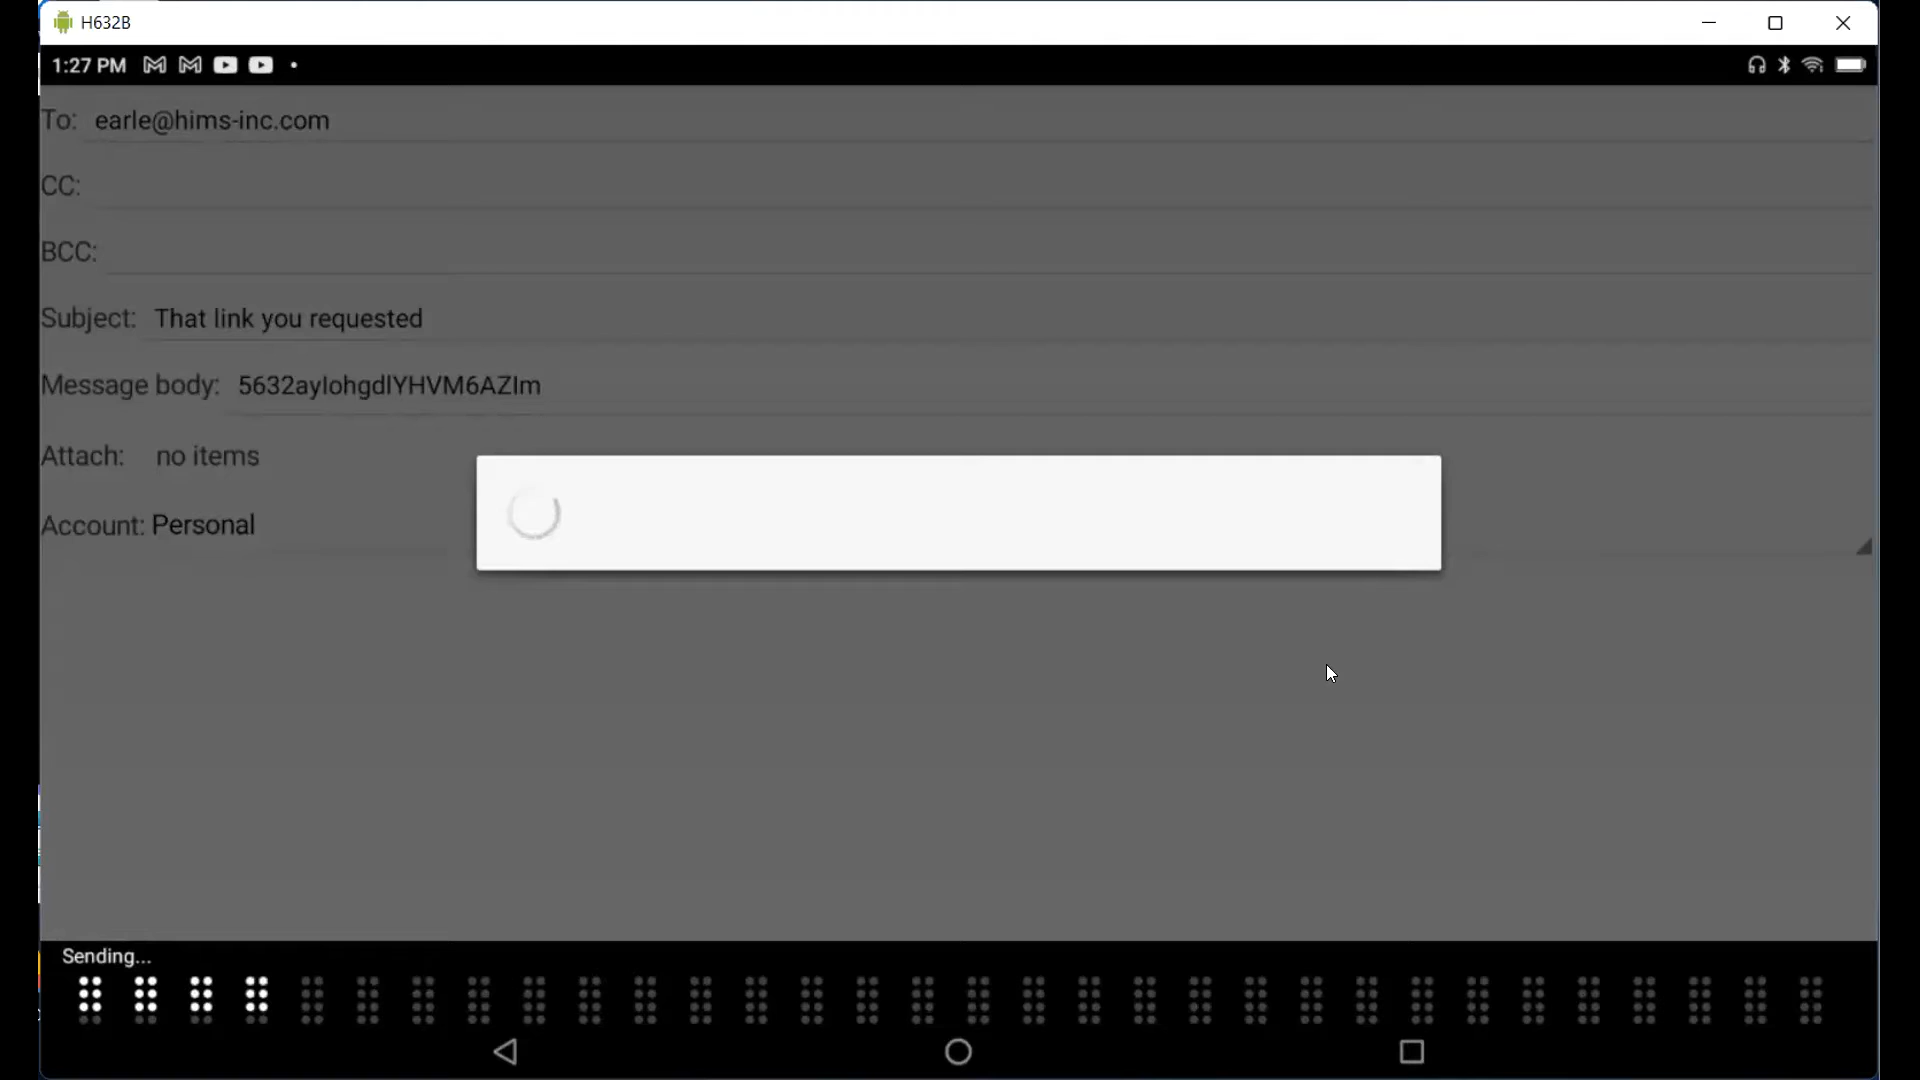 H632B
1:27 PM
To: earle@hims-inc.com
CC:
BCC:
Subject: That link you requested
Message body: 5632aylohgdlYHVM6AZlm
Attach: no items
Account: Personal
Sending...